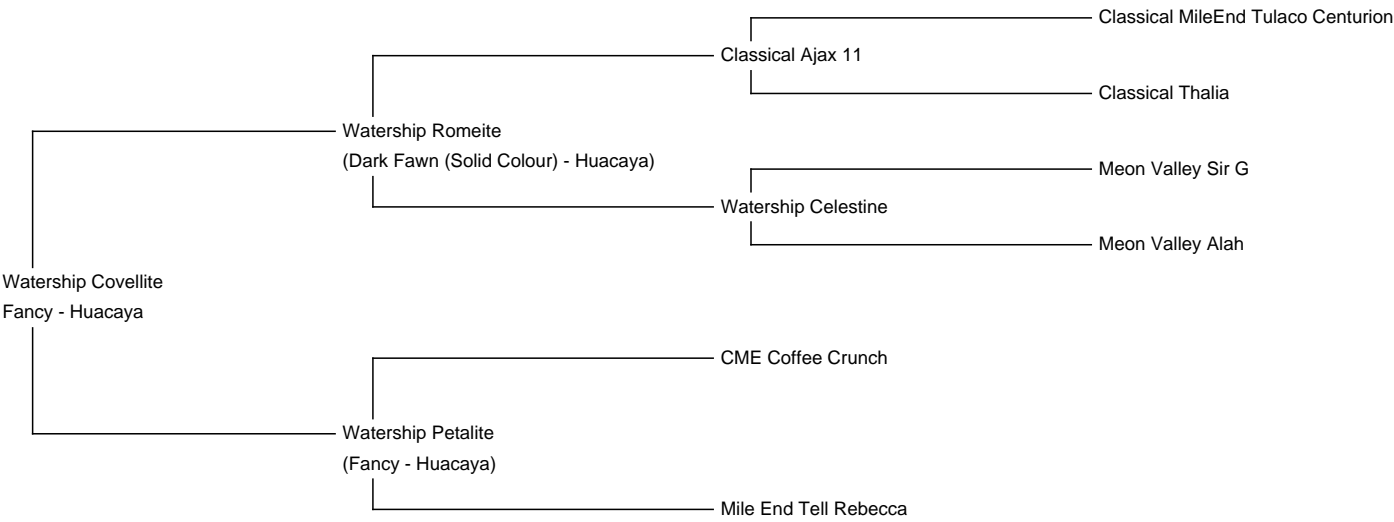 Classical MileEnd Tulaco Centurion
Classical Ajax 11
Classical Thalia
Watership Romeite
(Dark Fawn (Solid Colour) - Huacaya)
Meon Valley Sir G
Watership Celestine
Meon Valley Alah
Watership Covellite
Fancy - Huacaya
CME Coffee Crunch
Watership Petalite
(Fancy - Huacaya)
Mile End Tell Rebecca